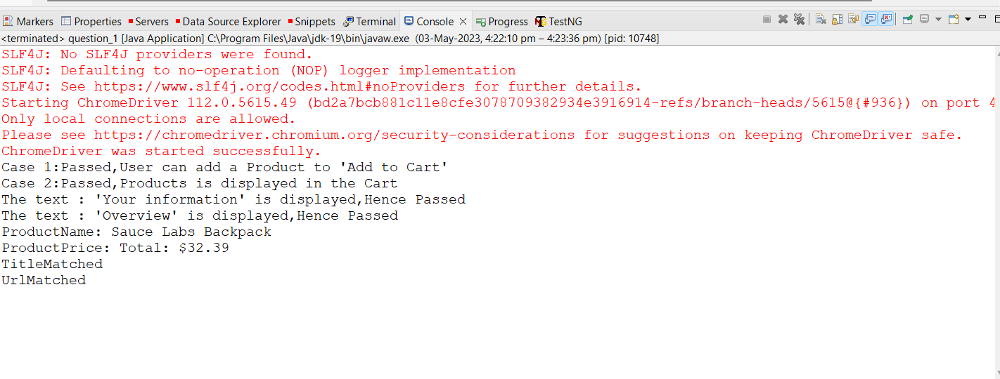 Markers Properties Servers Data Source Explorer Snippets Terminal Console Progress TestNG
<terminated> question_1 [Java Application] C:\Program Files\Java\jdk-19\bin\javaw.exe (03-May-2023, 4:22:10 pm – 4:23:36 pm) [pid: 10748]
SLF4J: No SLF4J providers were found.
SLF4J: Defaulting to no-operation (NOP) logger implementation
SLF4J: See https://www.slf4j.org/codes.html#noProviders for further details.
Starting ChromeDriver 112.0.5615.49 (bd2a7bcb881c11e8cfe3078709382934e3916914-refs/branch-heads/5615@{#936}) on port 4
Only local connections are allowed.
Please see https://chromedriver.chromium.org/security-considerations for suggestions on keeping ChromeDriver safe.
ChromeDriver was started successfully.
Case 1:Passed,User can add a Product to 'Add to Cart'
Case 2:Passed,Products is displayed in the Cart
The text : 'Your information' is displayed,Hence Passed
The text : 'Overview' is displayed,Hence Passed
ProductName: Sauce Labs Backpack
ProductPrice: Total: $32.39
TitleMatched
UrlMatched